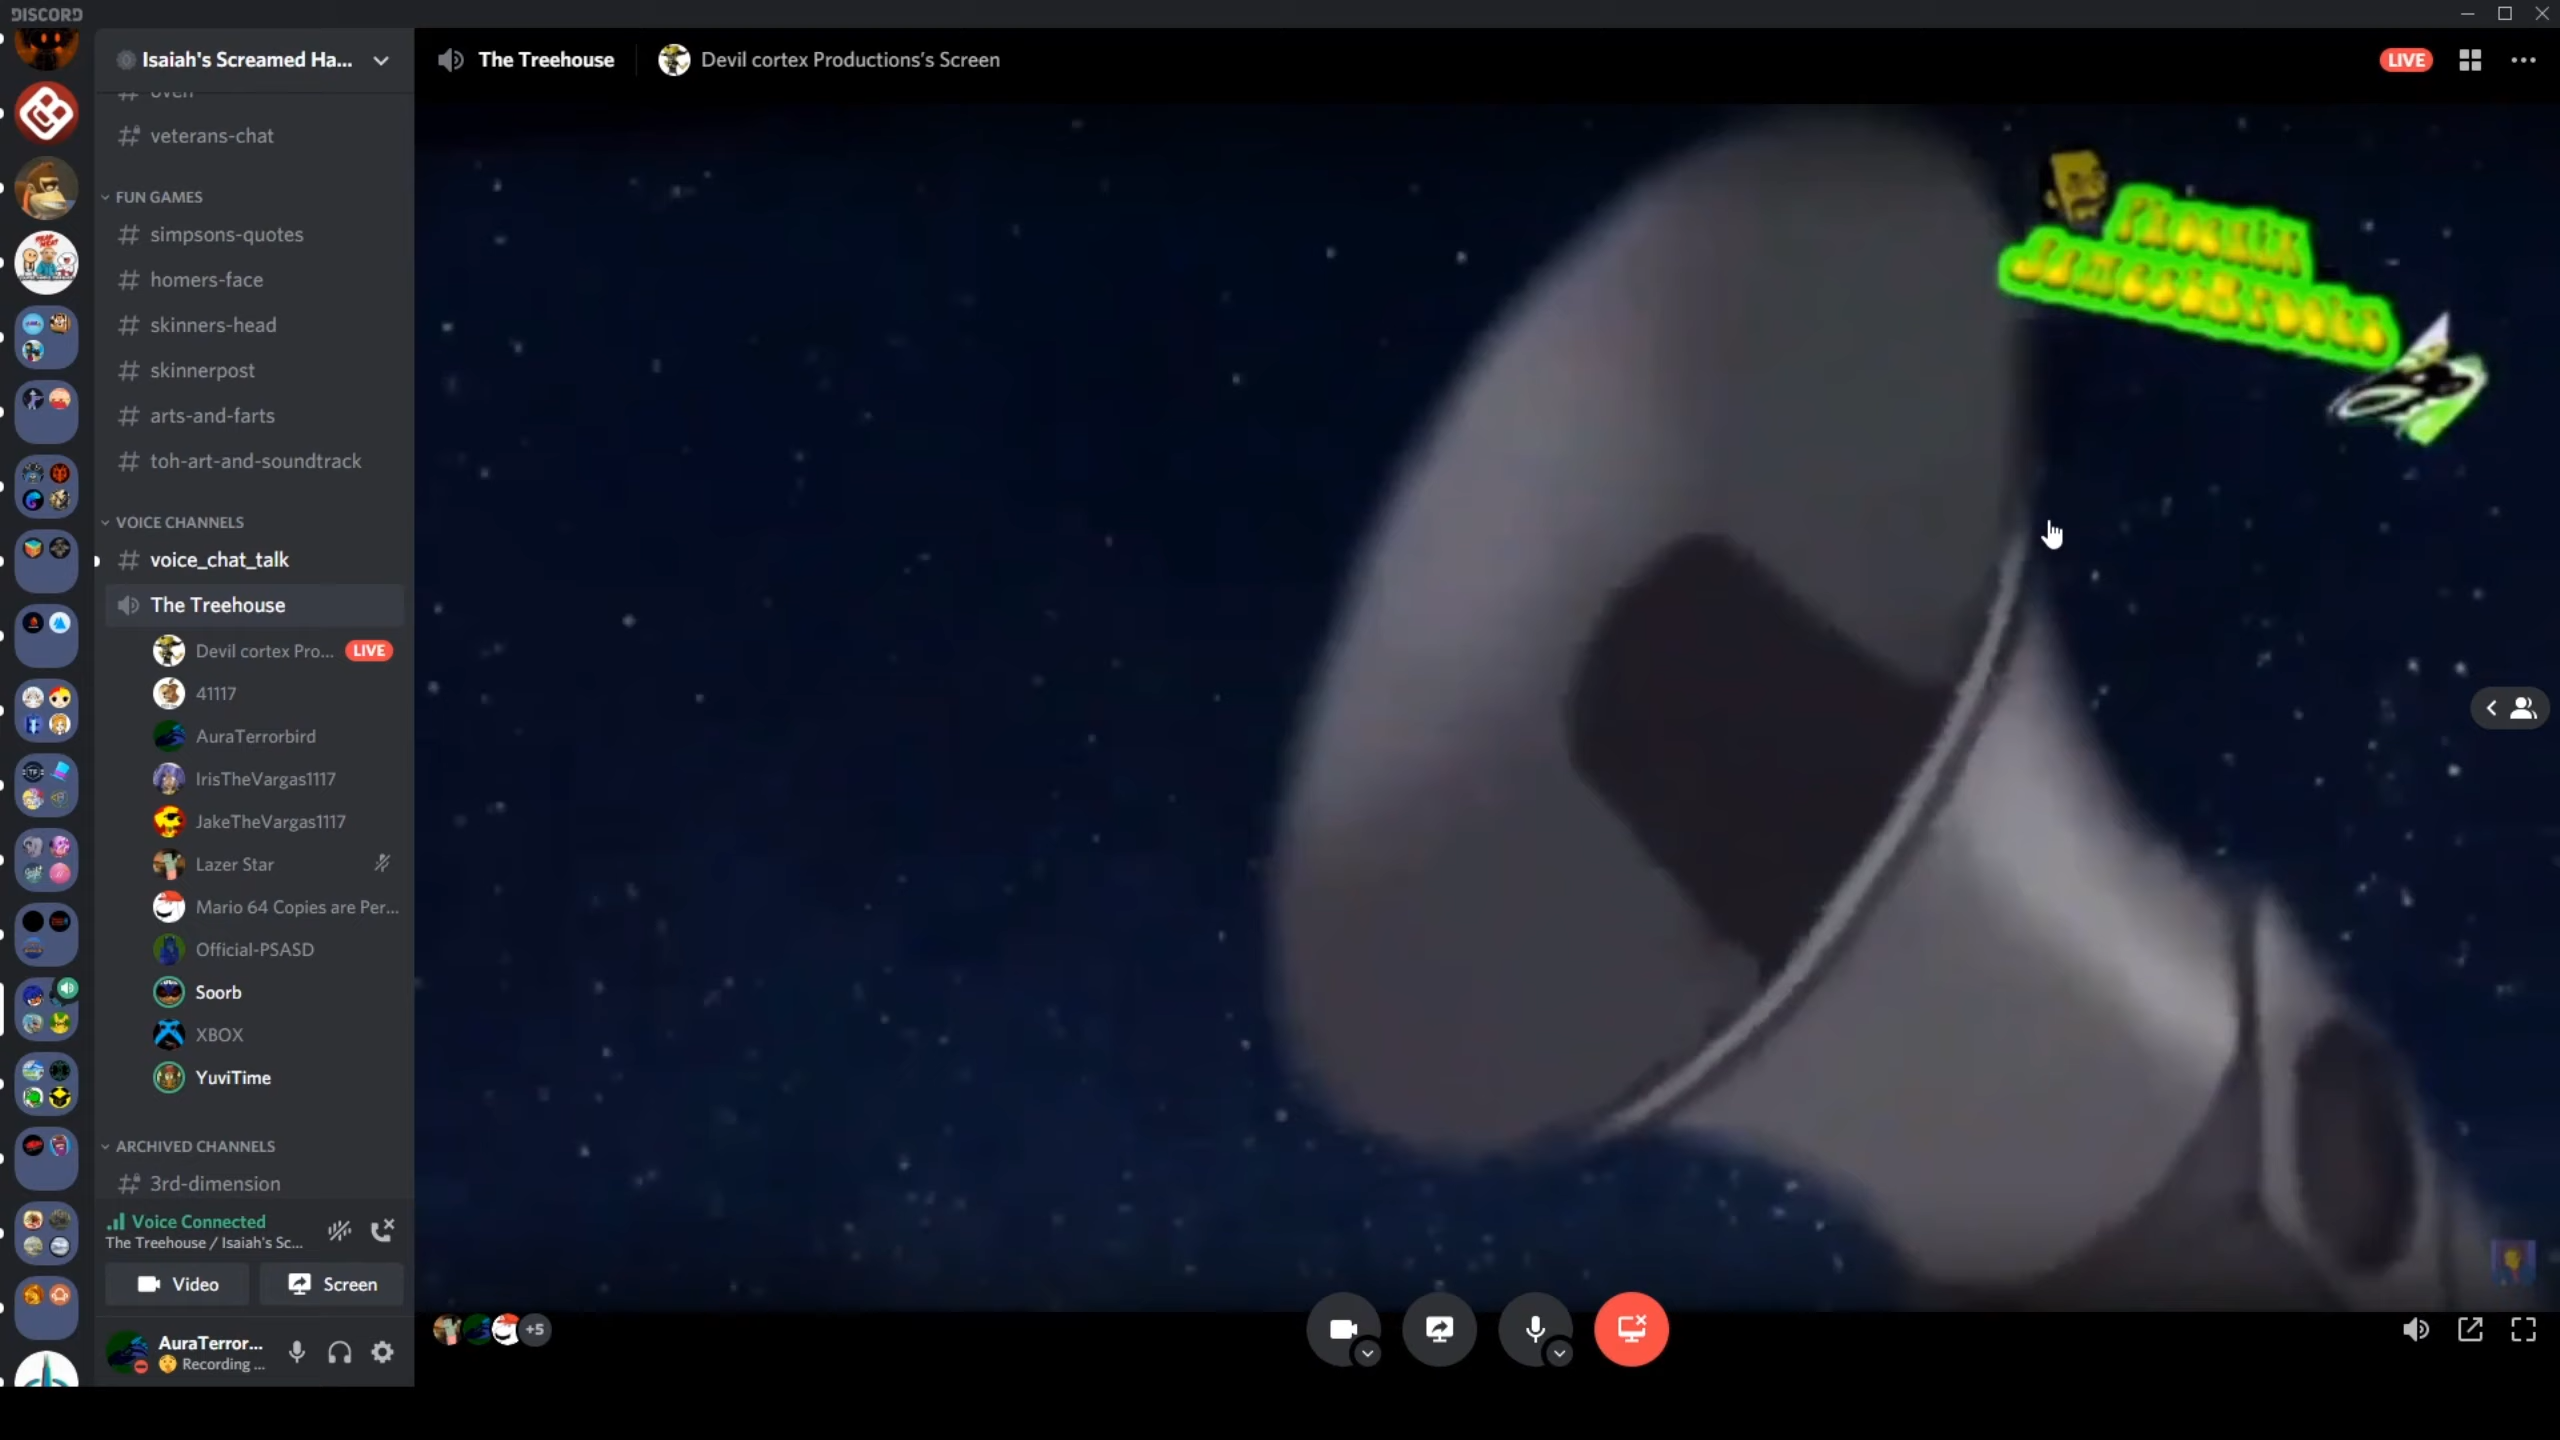 DISCORD
Isaiah's Screamed Ha...
The Treehouse
Devil cortex Productions's Screen
LIVE
oven
veterans-chat
FUN GAMES
simpsons-quotes
homers-face
skinners-head
skinnerpost
arts-and-farts
toh-art-and-soundtrack
VOICE CHANNELS
voice_chat_talk
The Treehouse
Devil cortex Pro...
LIVE
41117
AuraTerrorbird
IrisTheVargas1117
JakeTheVargas1117
Lazer Star
Mario 64 Copies are Per...
Official-PSASD
Soorb
XBOX
YuviTime
ARCHIVED CHANNELS
3rd-dimension
Voice Connected
The Treehouse / Isaiah's Sc...
Video
Screen
AuraTerror...
Recording ...
+5